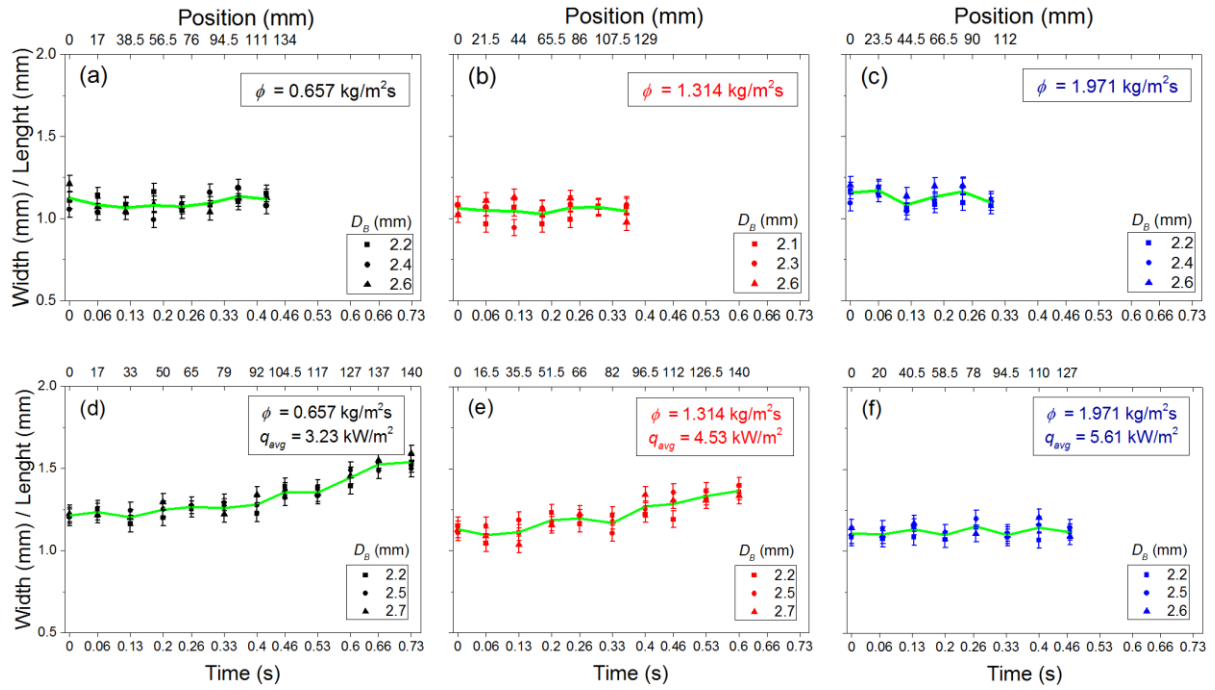 Position (mm) Position (mm) Position (mm)
0 17 38.5 56.5 76 94.5 111 134
0 21.5 44 65.5 86 107.5 129
0 23.5 44.5 66.5 90 112
Width (mm) / Lenght (mm)
2.0
1.5
1.0
0.5
(a)
ϕ = 0.657 kg/m²s
D_B (mm)
2.2
2.4
2.6
0 0.06 0.13 0.2 0.26 0.33 0.4 0.46 0.53 0.6 0.66 0.73
(b)
ϕ = 1.314 kg/m²s
D_B (mm)
2.1
2.3
2.6
0 0.06 0.13 0.2 0.26 0.33 0.4 0.46 0.53 0.6 0.66 0.73
(c)
ϕ = 1.971 kg/m²s
D_B (mm)
2.2
2.4
2.6
0 0.06 0.13 0.2 0.26 0.33 0.4 0.46 0.53 0.6 0.66 0.73
0 17 33 50 65 79 92 104.5 117 127 137 140
0 16.5 35.5 51.5 66 82 96.5 112 126.5 140
0 20 40.5 58.5 78 94.5 110 127
Width (mm) / Lenght (mm)
2.0
1.5
1.0
0.5
(d)
ϕ = 0.657 kg/m²s
q_avg = 3.23 kW/m²
D_B (mm)
2.2
2.5
2.7
0 0.06 0.13 0.2 0.26 0.33 0.4 0.46 0.53 0.6 0.66 0.73
Time (s)
(e)
ϕ = 1.314 kg/m²s
q_avg = 4.53 kW/m²
D_B (mm)
2.2
2.5
2.7
0 0.06 0.13 0.2 0.26 0.33 0.4 0.46 0.53 0.6 0.66 0.73
Time (s)
(f)
ϕ = 1.971 kg/m²s
q_avg = 5.61 kW/m²
D_B (mm)
2.2
2.5
2.6
0 0.06 0.13 0.2 0.26 0.33 0.4 0.46 0.53 0.6 0.66 0.73
Time (s)